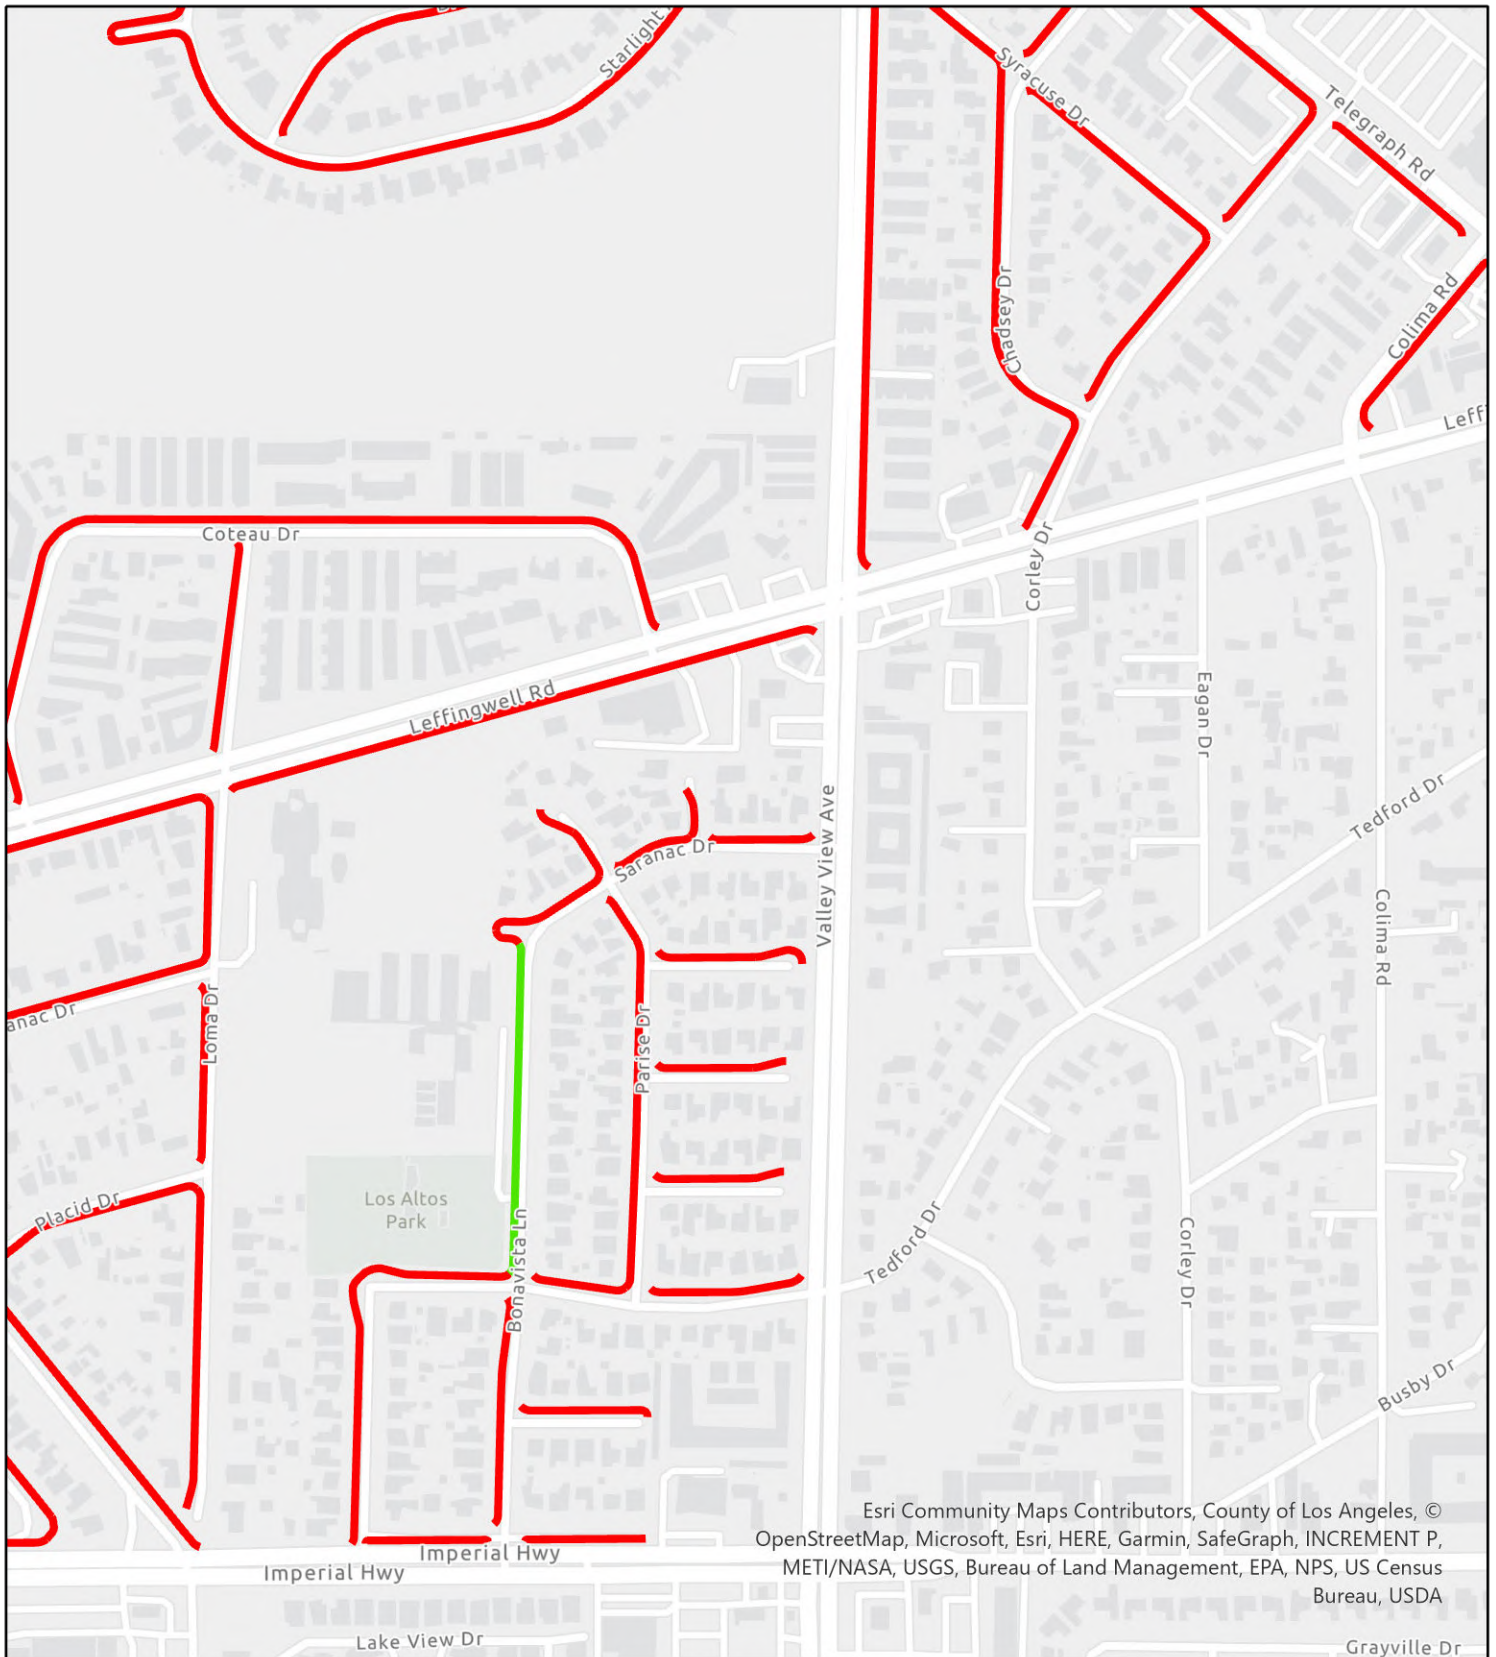 Starlight
Syracuse Dr
Telegraph Rd
Chadsey Dr
Colima Rd
Leff
Coteau Dr
Corley Dr
Leffingwell Rd
Eagan Dr
Tedford Dr
Valley View Ave
Saranac Dr
Colima Rd
anac Dr
Loma Dr
Parise Dr
Los Altos
Park
Placid Dr
Bonavista Ln
Tedford Dr
Corley Dr
Busby Dr
Esri Community Maps Contributors, County of Los Angeles, ©
OpenStreetMap, Microsoft, Esri, HERE, Garmin, SafeGraph, INCREMENT P,
METI/NASA, USGS, Bureau of Land Management, EPA, NPS, US Census
Bureau, USDA
Imperial Hwy
Imperial Hwy
Lake View Dr
Grayville Dr